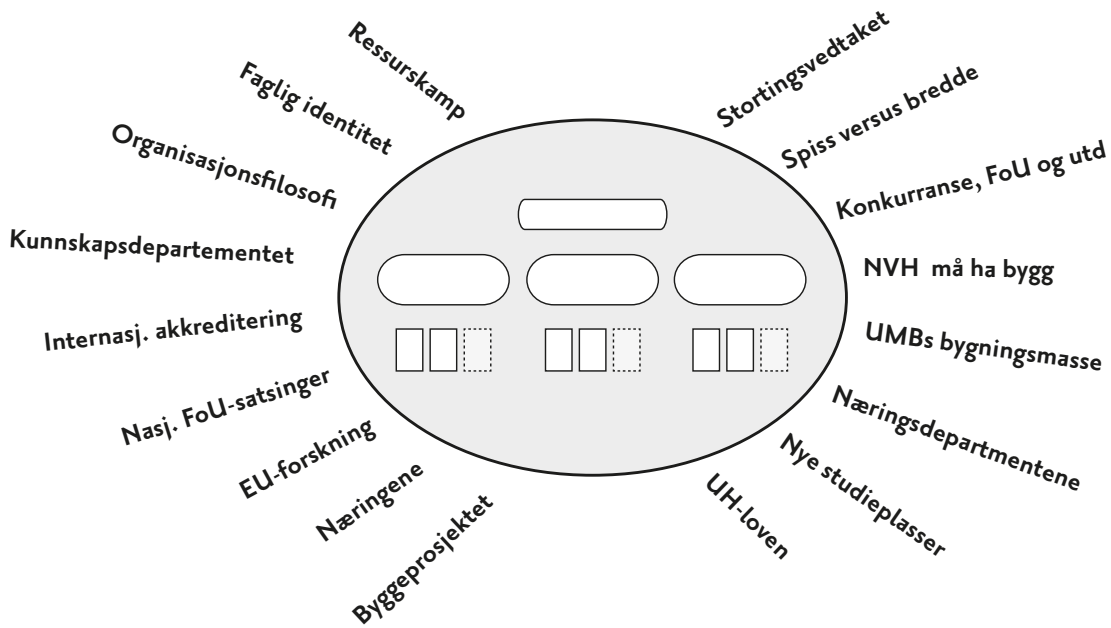 Ressurskamp
Faglig identitet
Organisasjonsfilosofi
Kunnskapsdepartementet
Internasj. akkreditering
Nasj. FoU-satsinger
EU-forskning
Næringene
Byggeprosjektet
Stortingsvedtaket
Spiss versus bredde
Konkurranse, FoU og utd
NVH må ha bygg
UMBs bygningsmasse
Næringsdepartmentene
Nye studieplasser
UH-loven